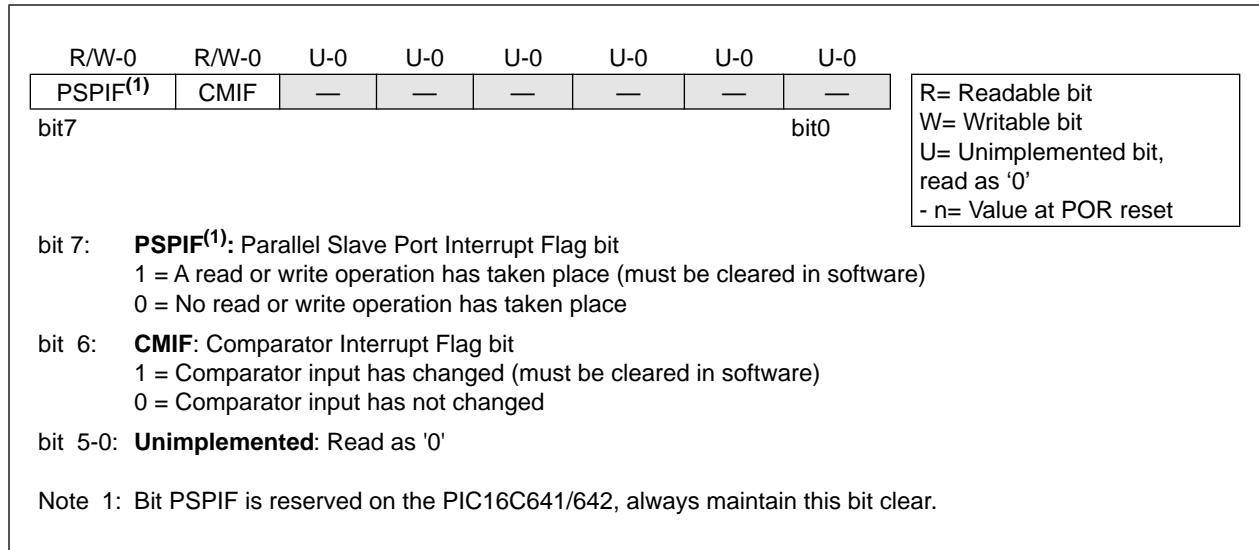 R/W-0 R/W-0 U-0 U-0 U-0 U-0 U-0 U-0
PSPIF(1) CMIF — — — — — —
bit7 bit0
R= Readable bit
W= Writable bit
U= Unimplemented bit,
read as ‘0’
- n= Value at POR reset
bit 7: PSPIF(1): Parallel Slave Port Interrupt Flag bit
1 = A read or write operation has taken place (must be cleared in software)
0 = No read or write operation has taken place
bit 6: CMIF: Comparator Interrupt Flag bit
1 = Comparator input has changed (must be cleared in software)
0 = Comparator input has not changed
bit 5-0: Unimplemented: Read as '0'
Note 1: Bit PSPIF is reserved on the PIC16C641/642, always maintain this bit clear.